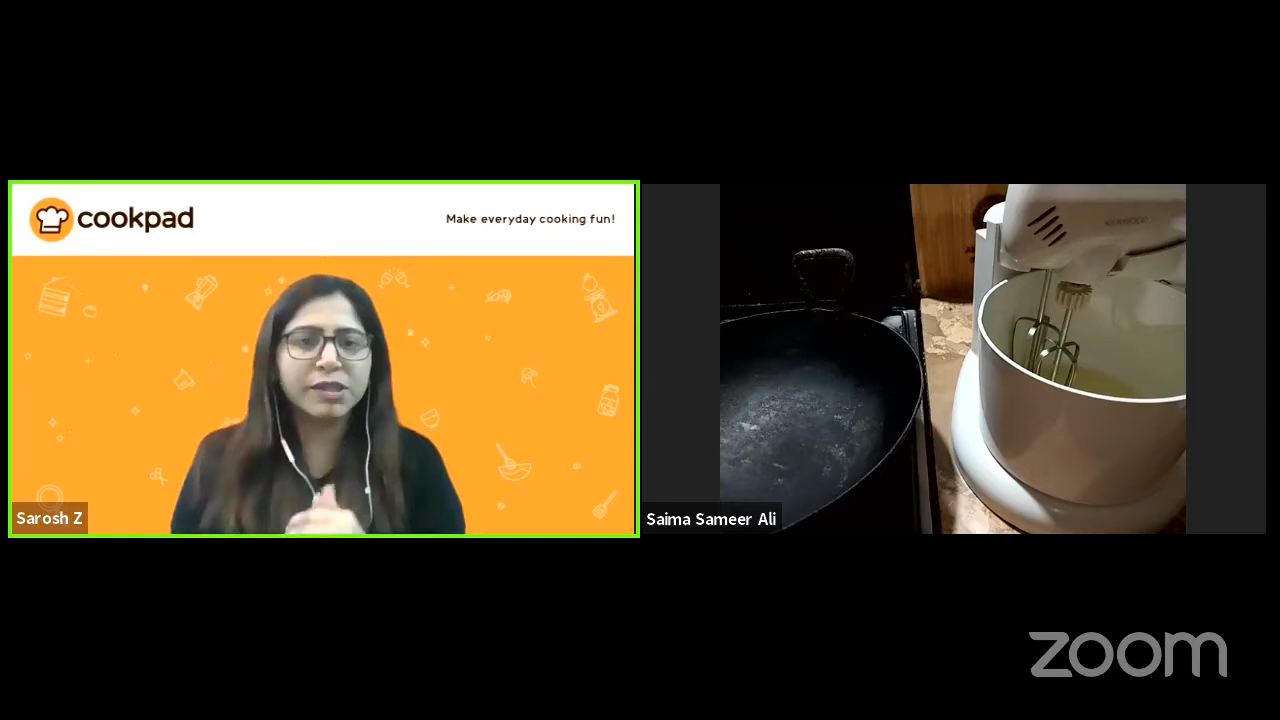 cookpad
Make everyday cooking fun!
Sarosh Z
Saima Sameer Ali
zoom